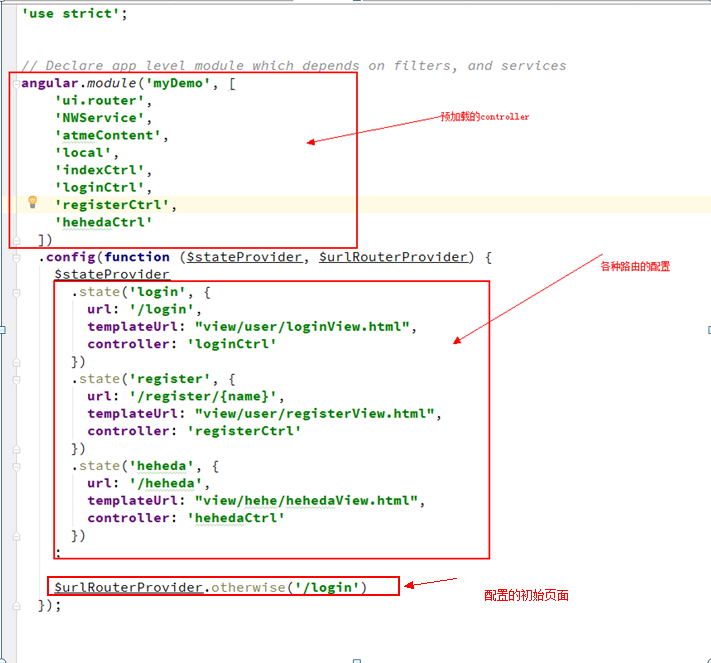 'use strict';
// Declare app level module which depends on filters, and services
angular.module('myDemo', [
'ui.router',
预加载的controller
'NWService',
'atmeContent',
'local',
'indexCtrl',
'loginCtrl',
'registerCtrl',
'hehedaCtrl'
])
.config(function ($stateProvider, $urlRouterProvider) {
各种路由的配置
$stateProvider
.state('login', {
url: '/login',
templateUrl: "view/user/loginView.html",
controller: 'loginCtrl'
})
.state('register', {
url: '/register/{name}',
templateUrl: "view/user/registerView.html",
controller: 'registerCtrl'
})
.state('heheda', {
url: '/heheda',
templateUrl: "view/hehe/hehedaView.html",
controller: 'hehedaCtrl'
})
;
$urlRouterProvider.otherwise('/login')
配置的初始页面
});